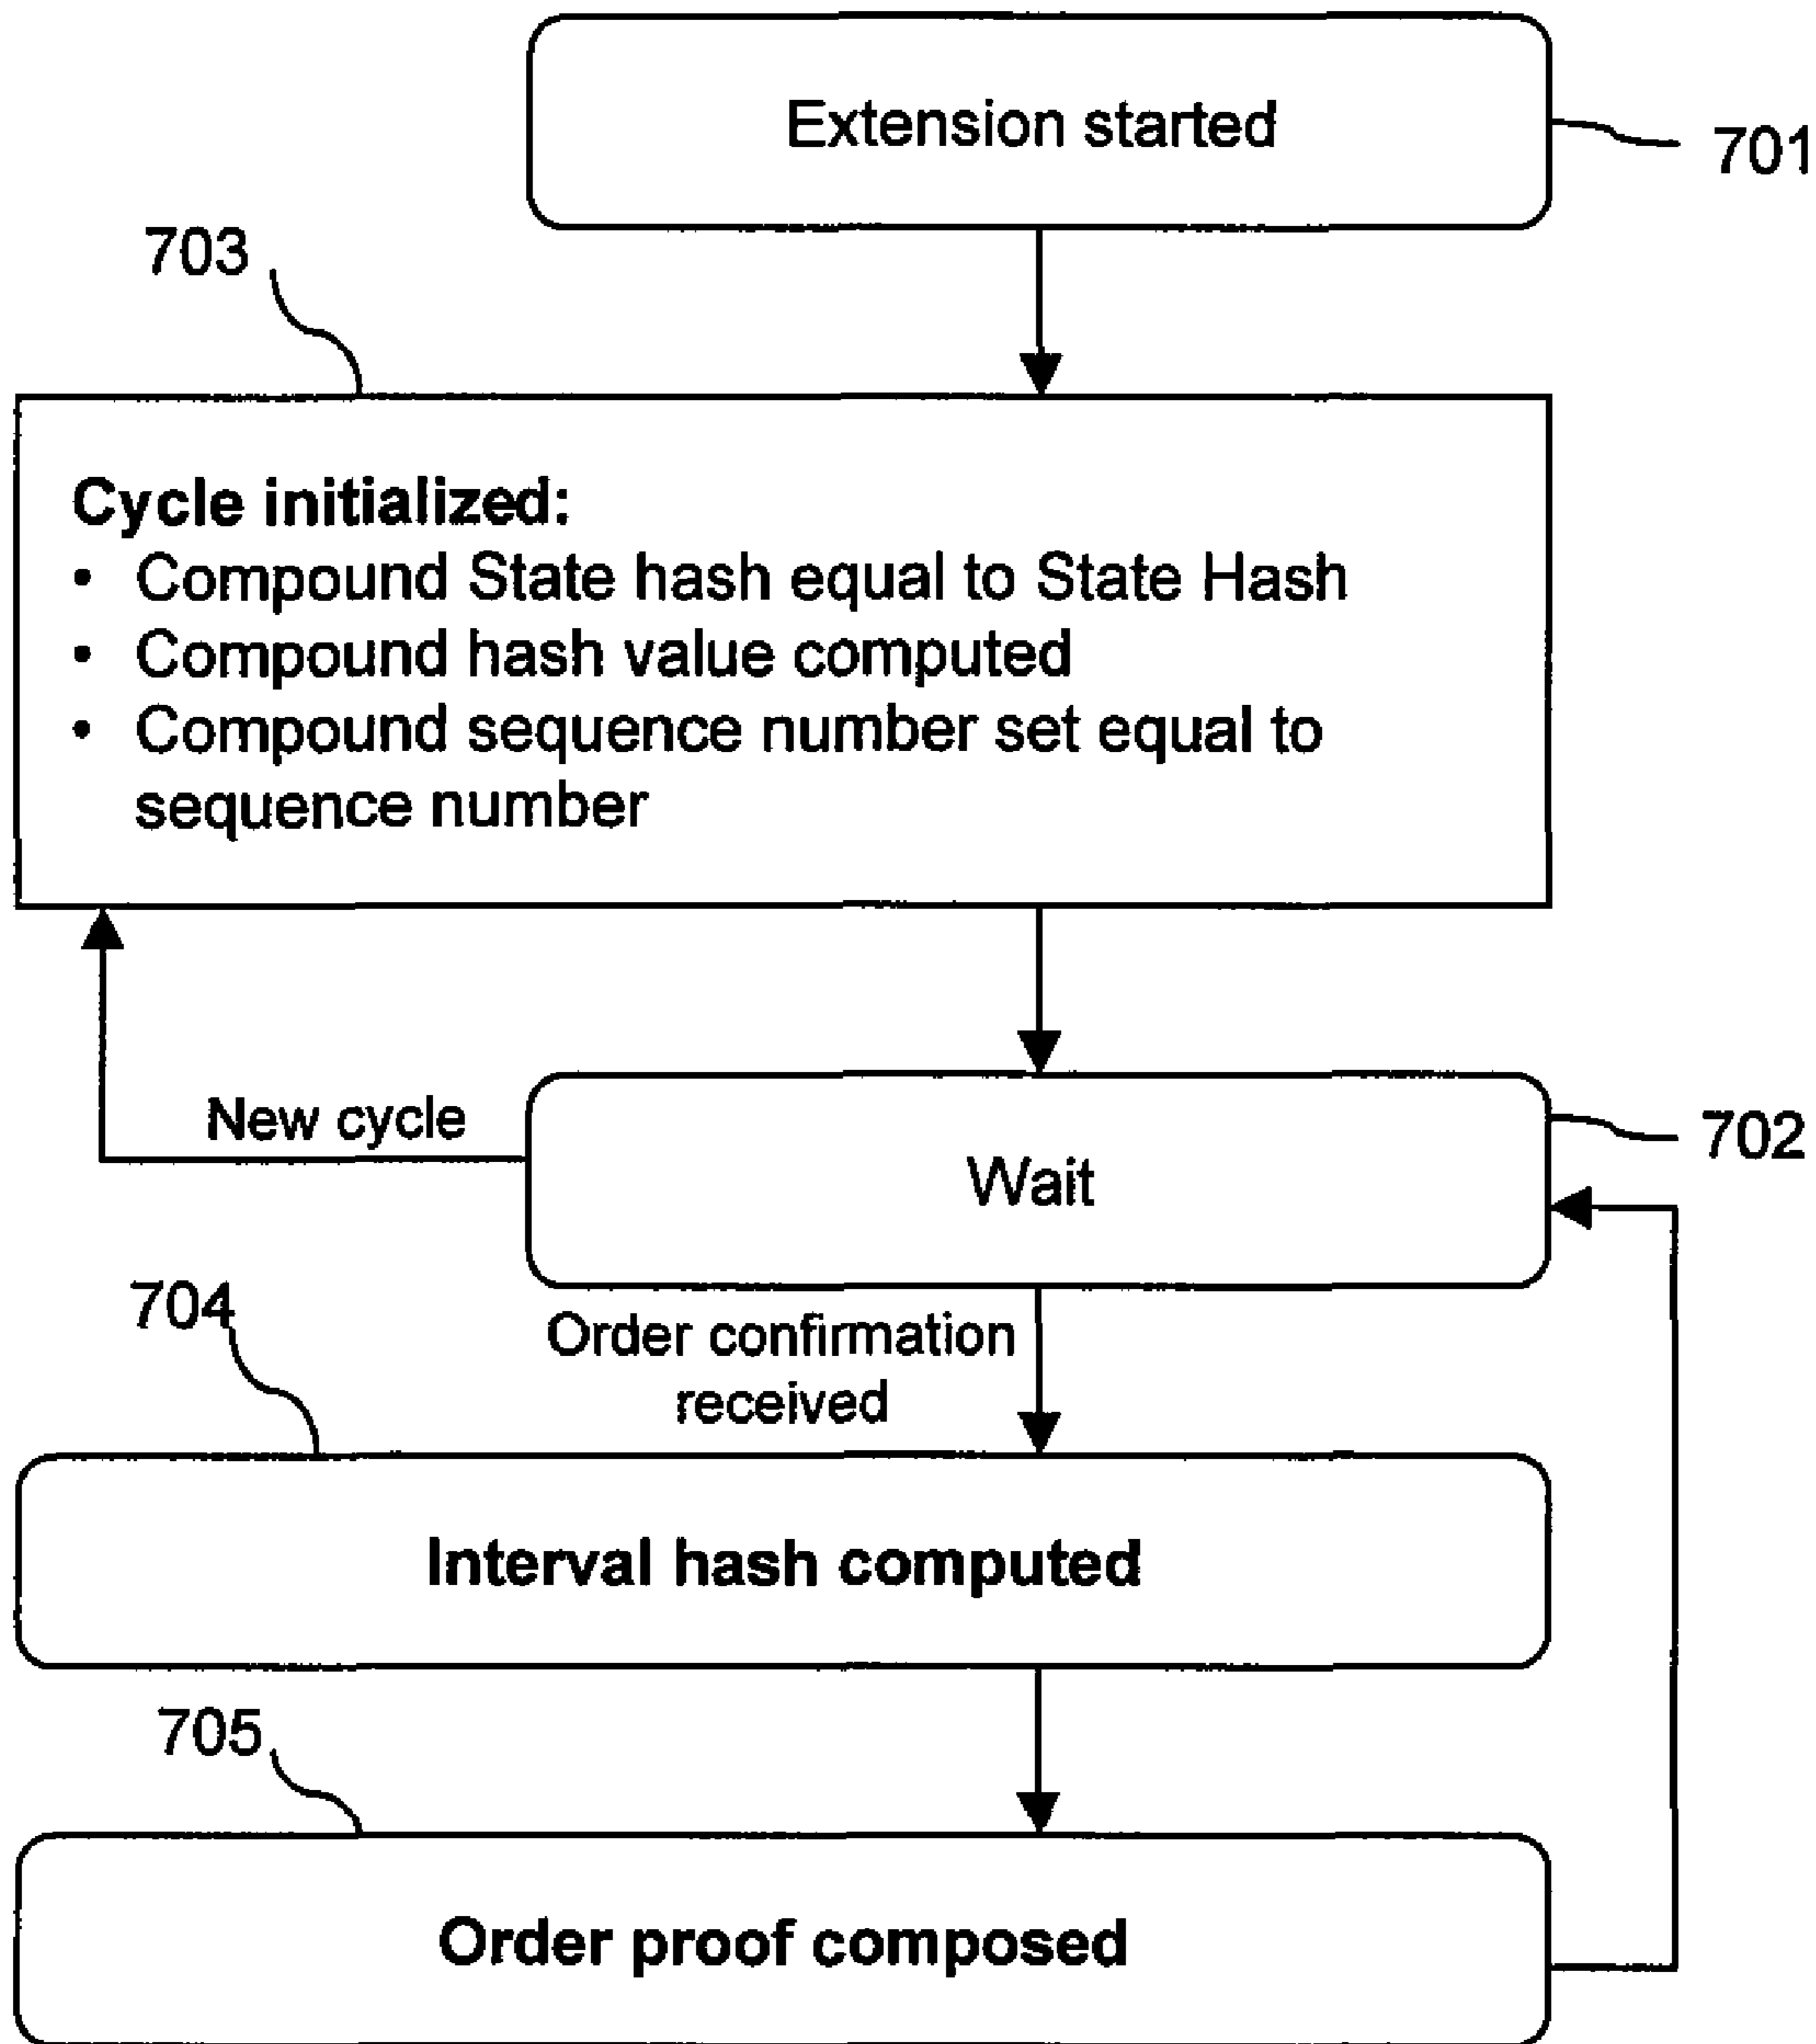 Extension started
701
703
Cycle initialized:
• Compound State hash equal to State Hash
• Compound hash value computed
• Compound sequence number set equal to
sequence number
New cycle
702
Wait
704
Order confirmation
received
Interval hash computed
705
Order proof composed